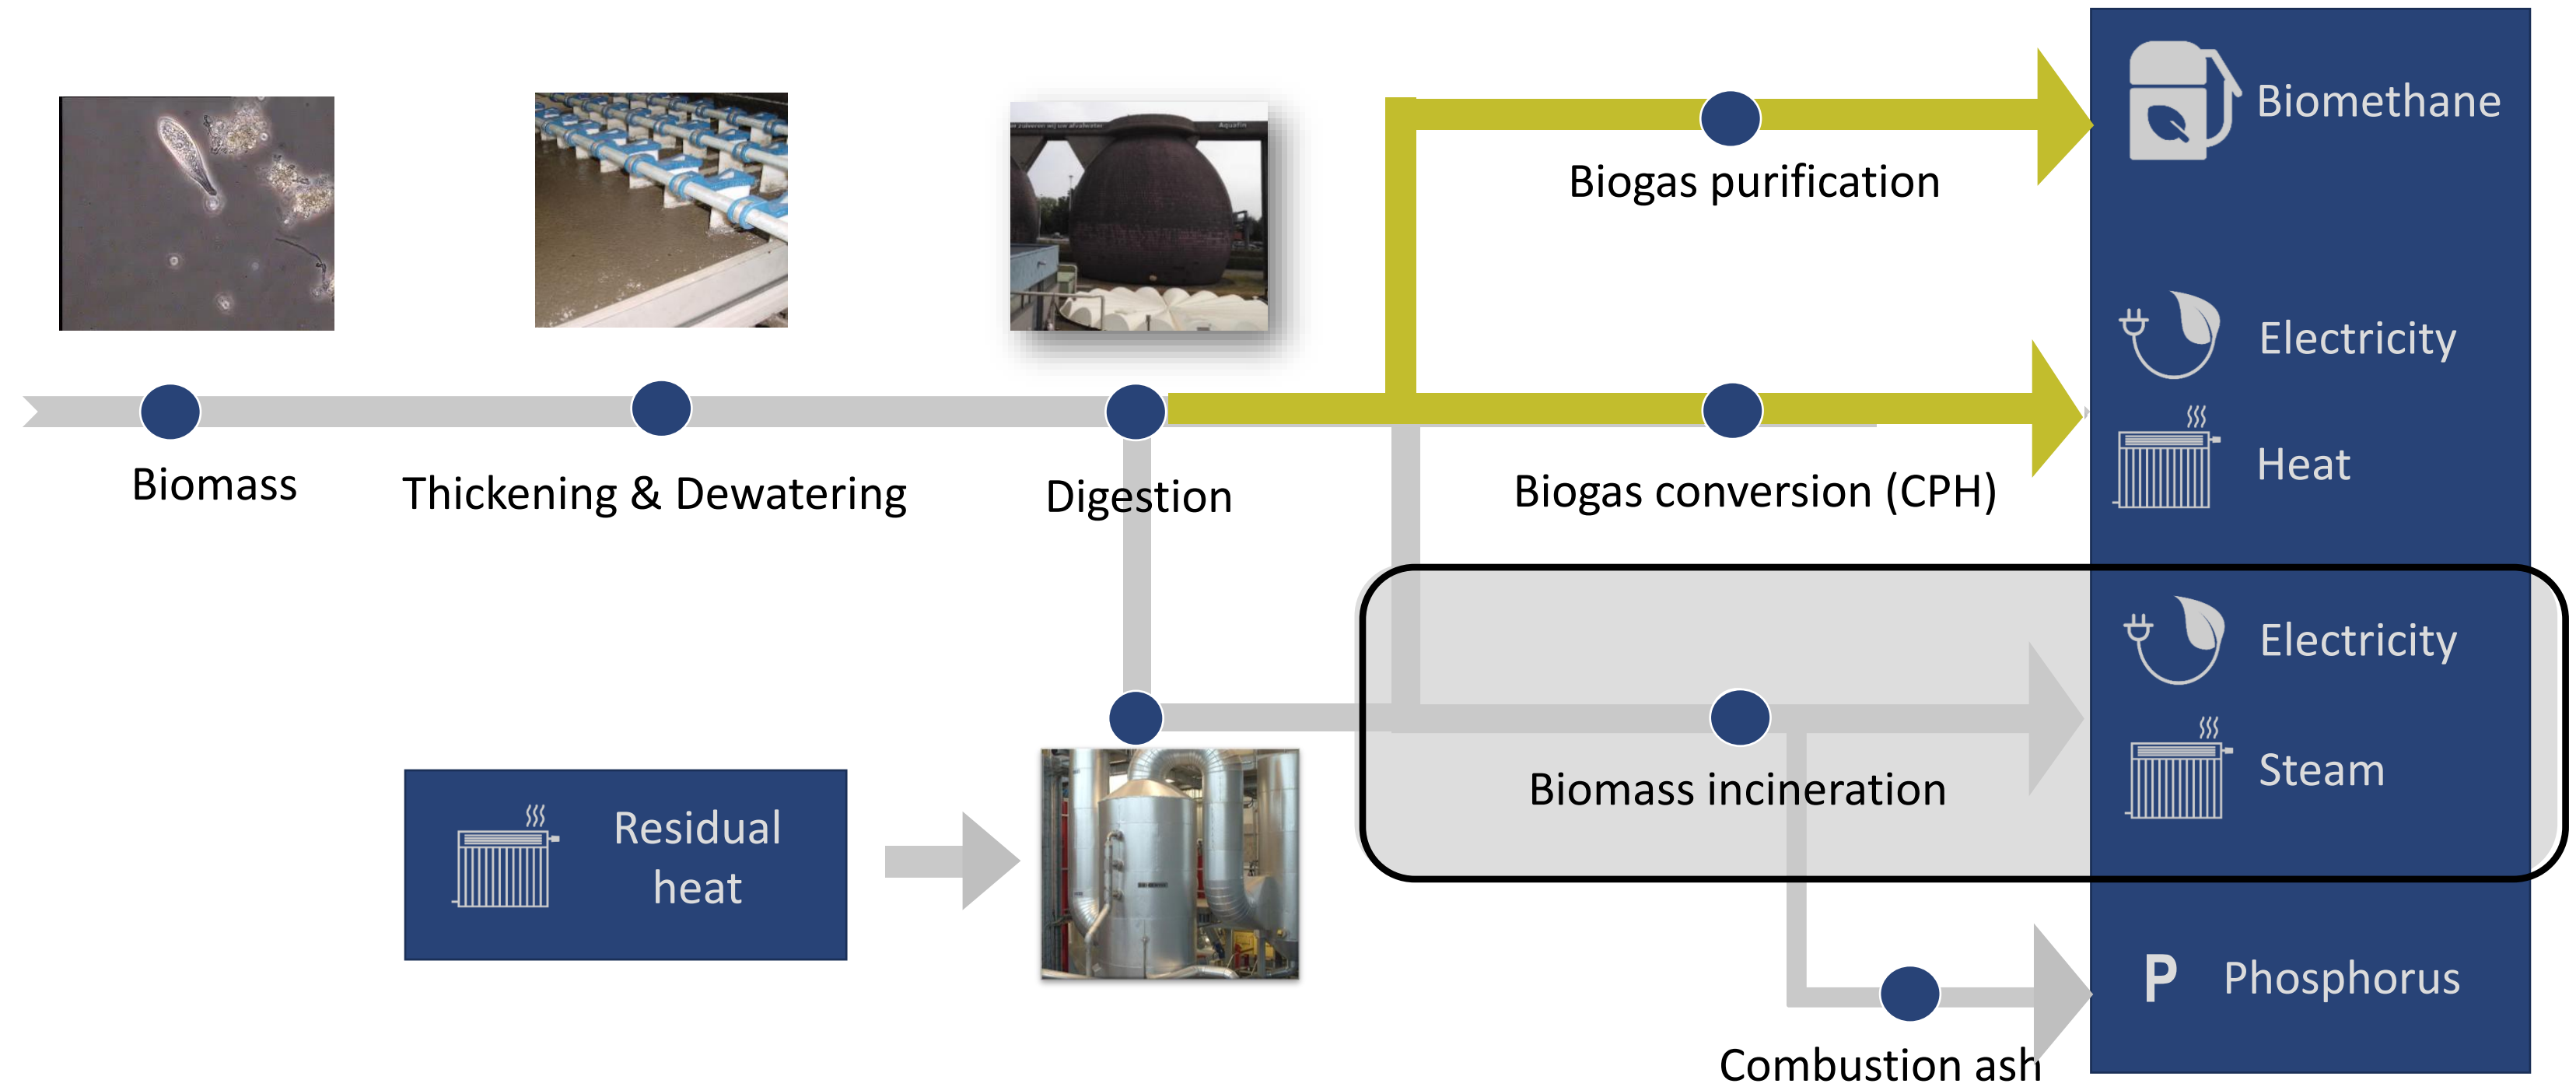 Biomethane
Biogas purification
Electricity
Heat
Biomass
Thickening & Dewatering
Digestion
Biogas conversion (CPH)
Electricity
Steam
Biomass incineration
Residual
heat
P Phosphorus
Combustion ash
Aquafin